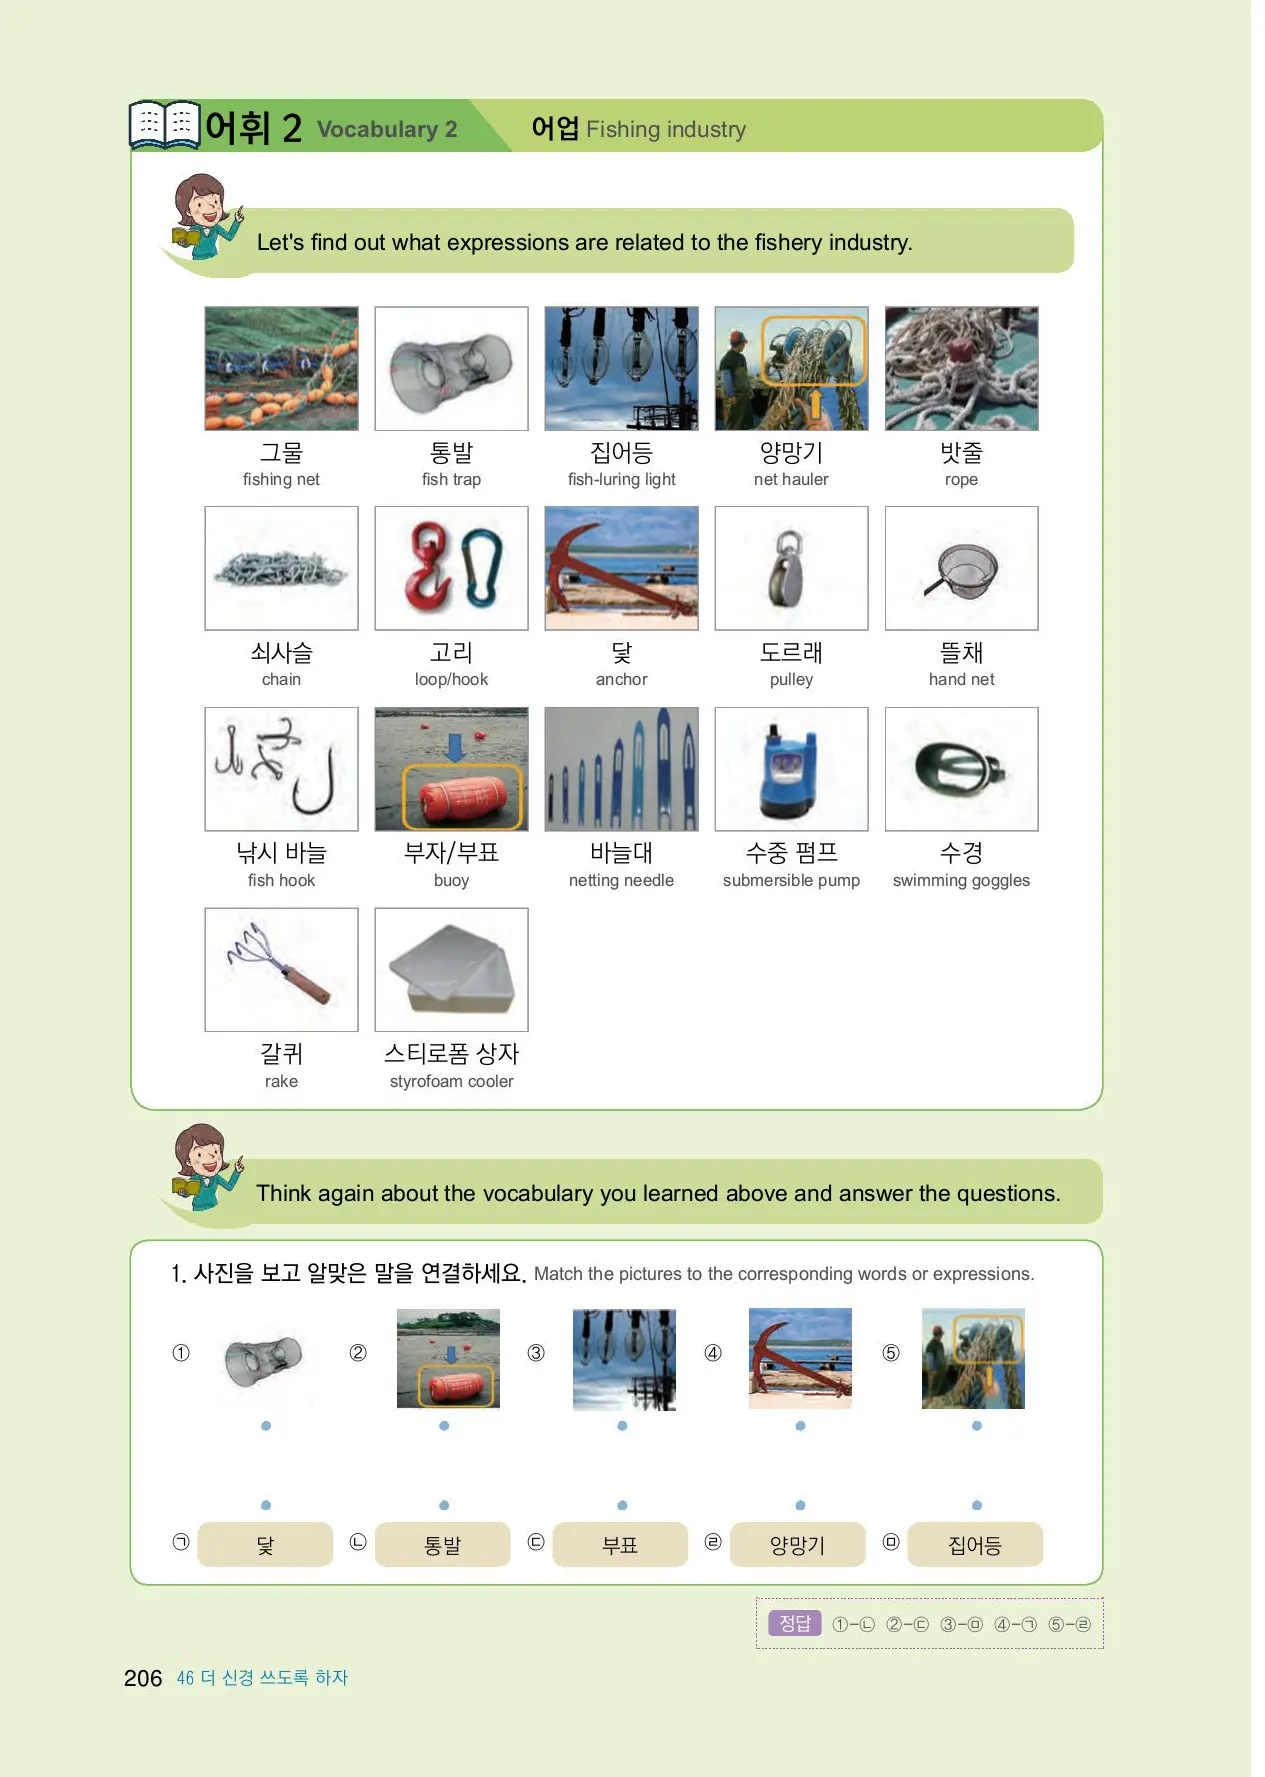 어휘 2 Vocabulary 2 어업 Fishing industry
Let's find out what expressions are related to the fishery industry.
그물 통발 집어등 양망기 밧줄
fishing net fish trap fish-luring light net hauler rope
쇠사슬 고리 닻 도르래 뜰채
chain loop/hook anchor pulley hand net
낚시 바늘 부자/부표 바늘대 수중 펌프 수경
fish hook buoy netting needle submersible pump swimming goggles
갈퀴 스티로폼 상자
rake styrofoam cooler
Think again about the vocabulary you learned above and answer the questions.
1. 사진을 보고 알맞은 말을 연결하세요. Match the pictures to the corresponding words or expressions.
① ② ③ ④ ⑤
㉠ 닻 ㉡ 통발 ㉢ 부표 ㉣ 양망기 ㉤ 집어등
정답 ①-㉡ ②-㉢ ③-㉤ ④-㉠ ⑤-㉣
206 46 더 신경 쓰도록 하자